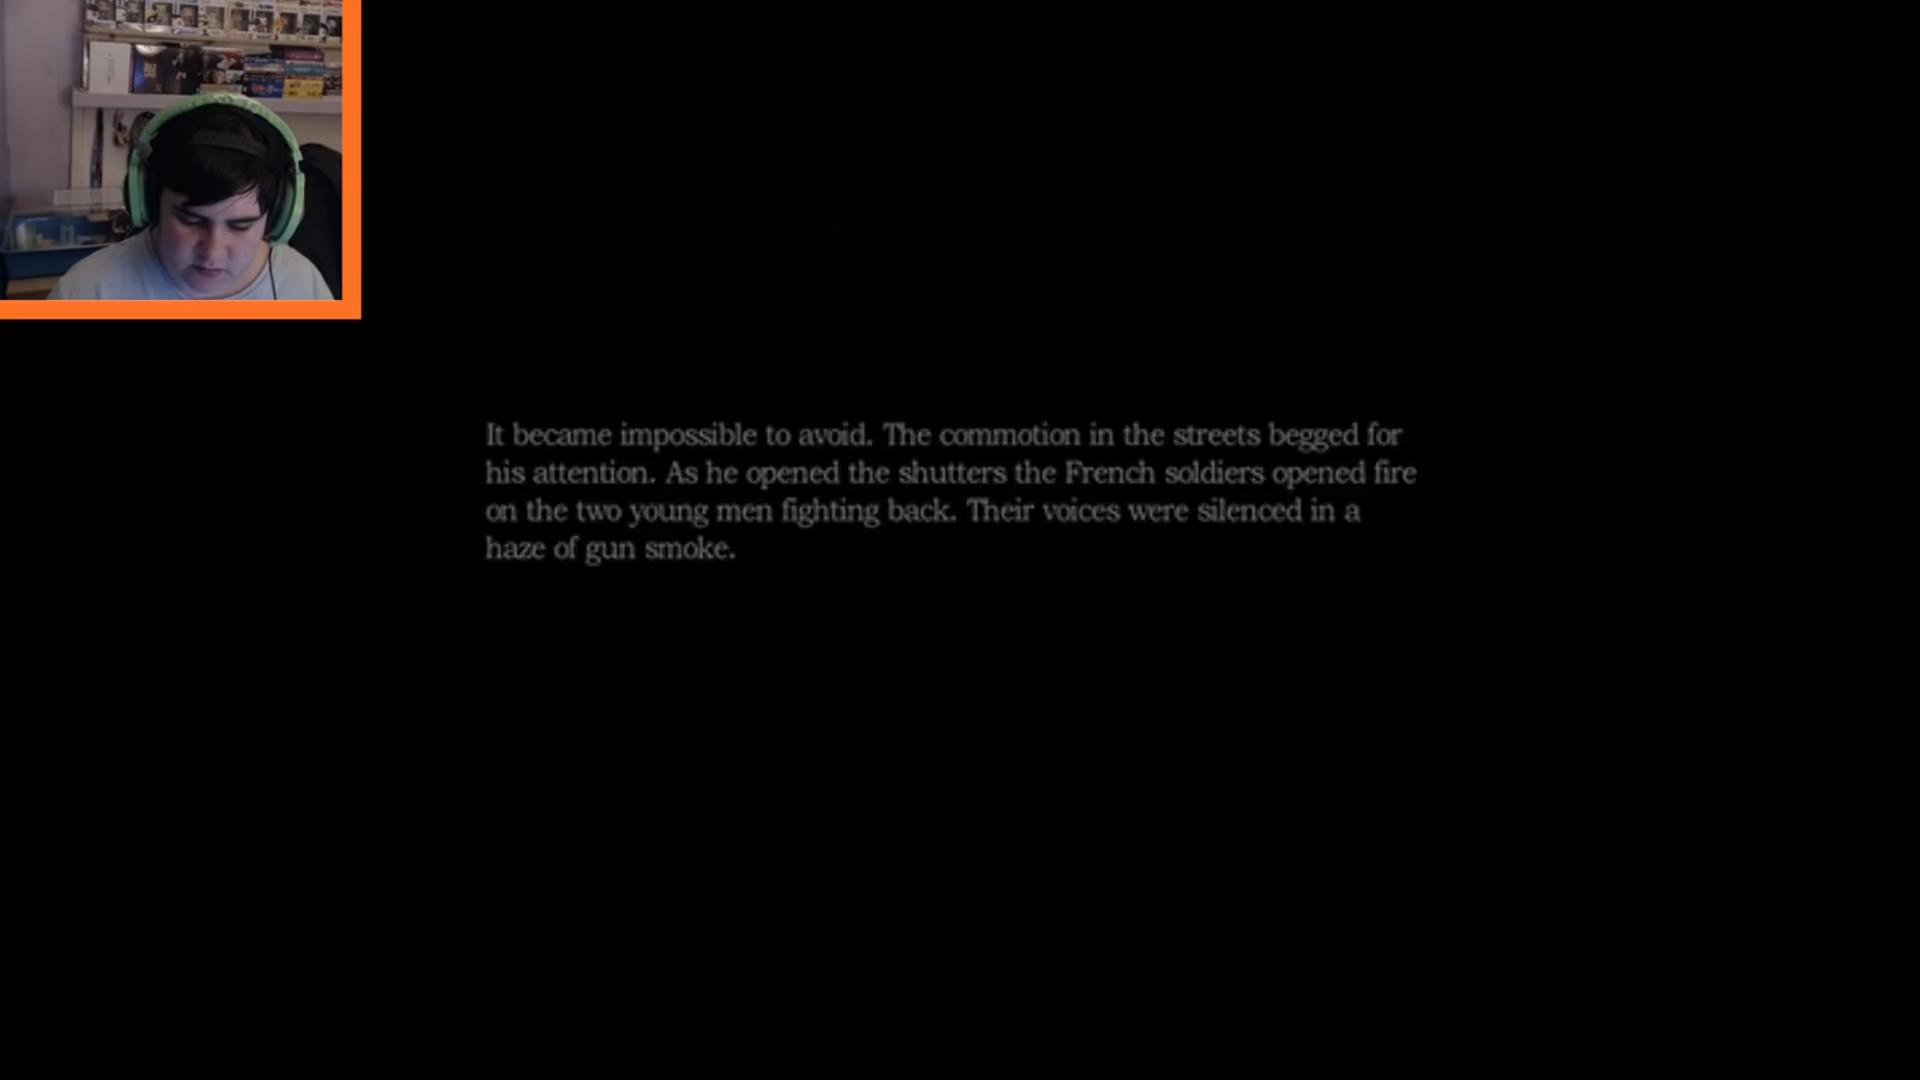 It became impossible to avoid. The commotion in the streets begged for
his attention. As he opened the shutters the French soldiers opened fire
on the two young men fighting back. Their voices were silenced in a
haze of gun smoke.